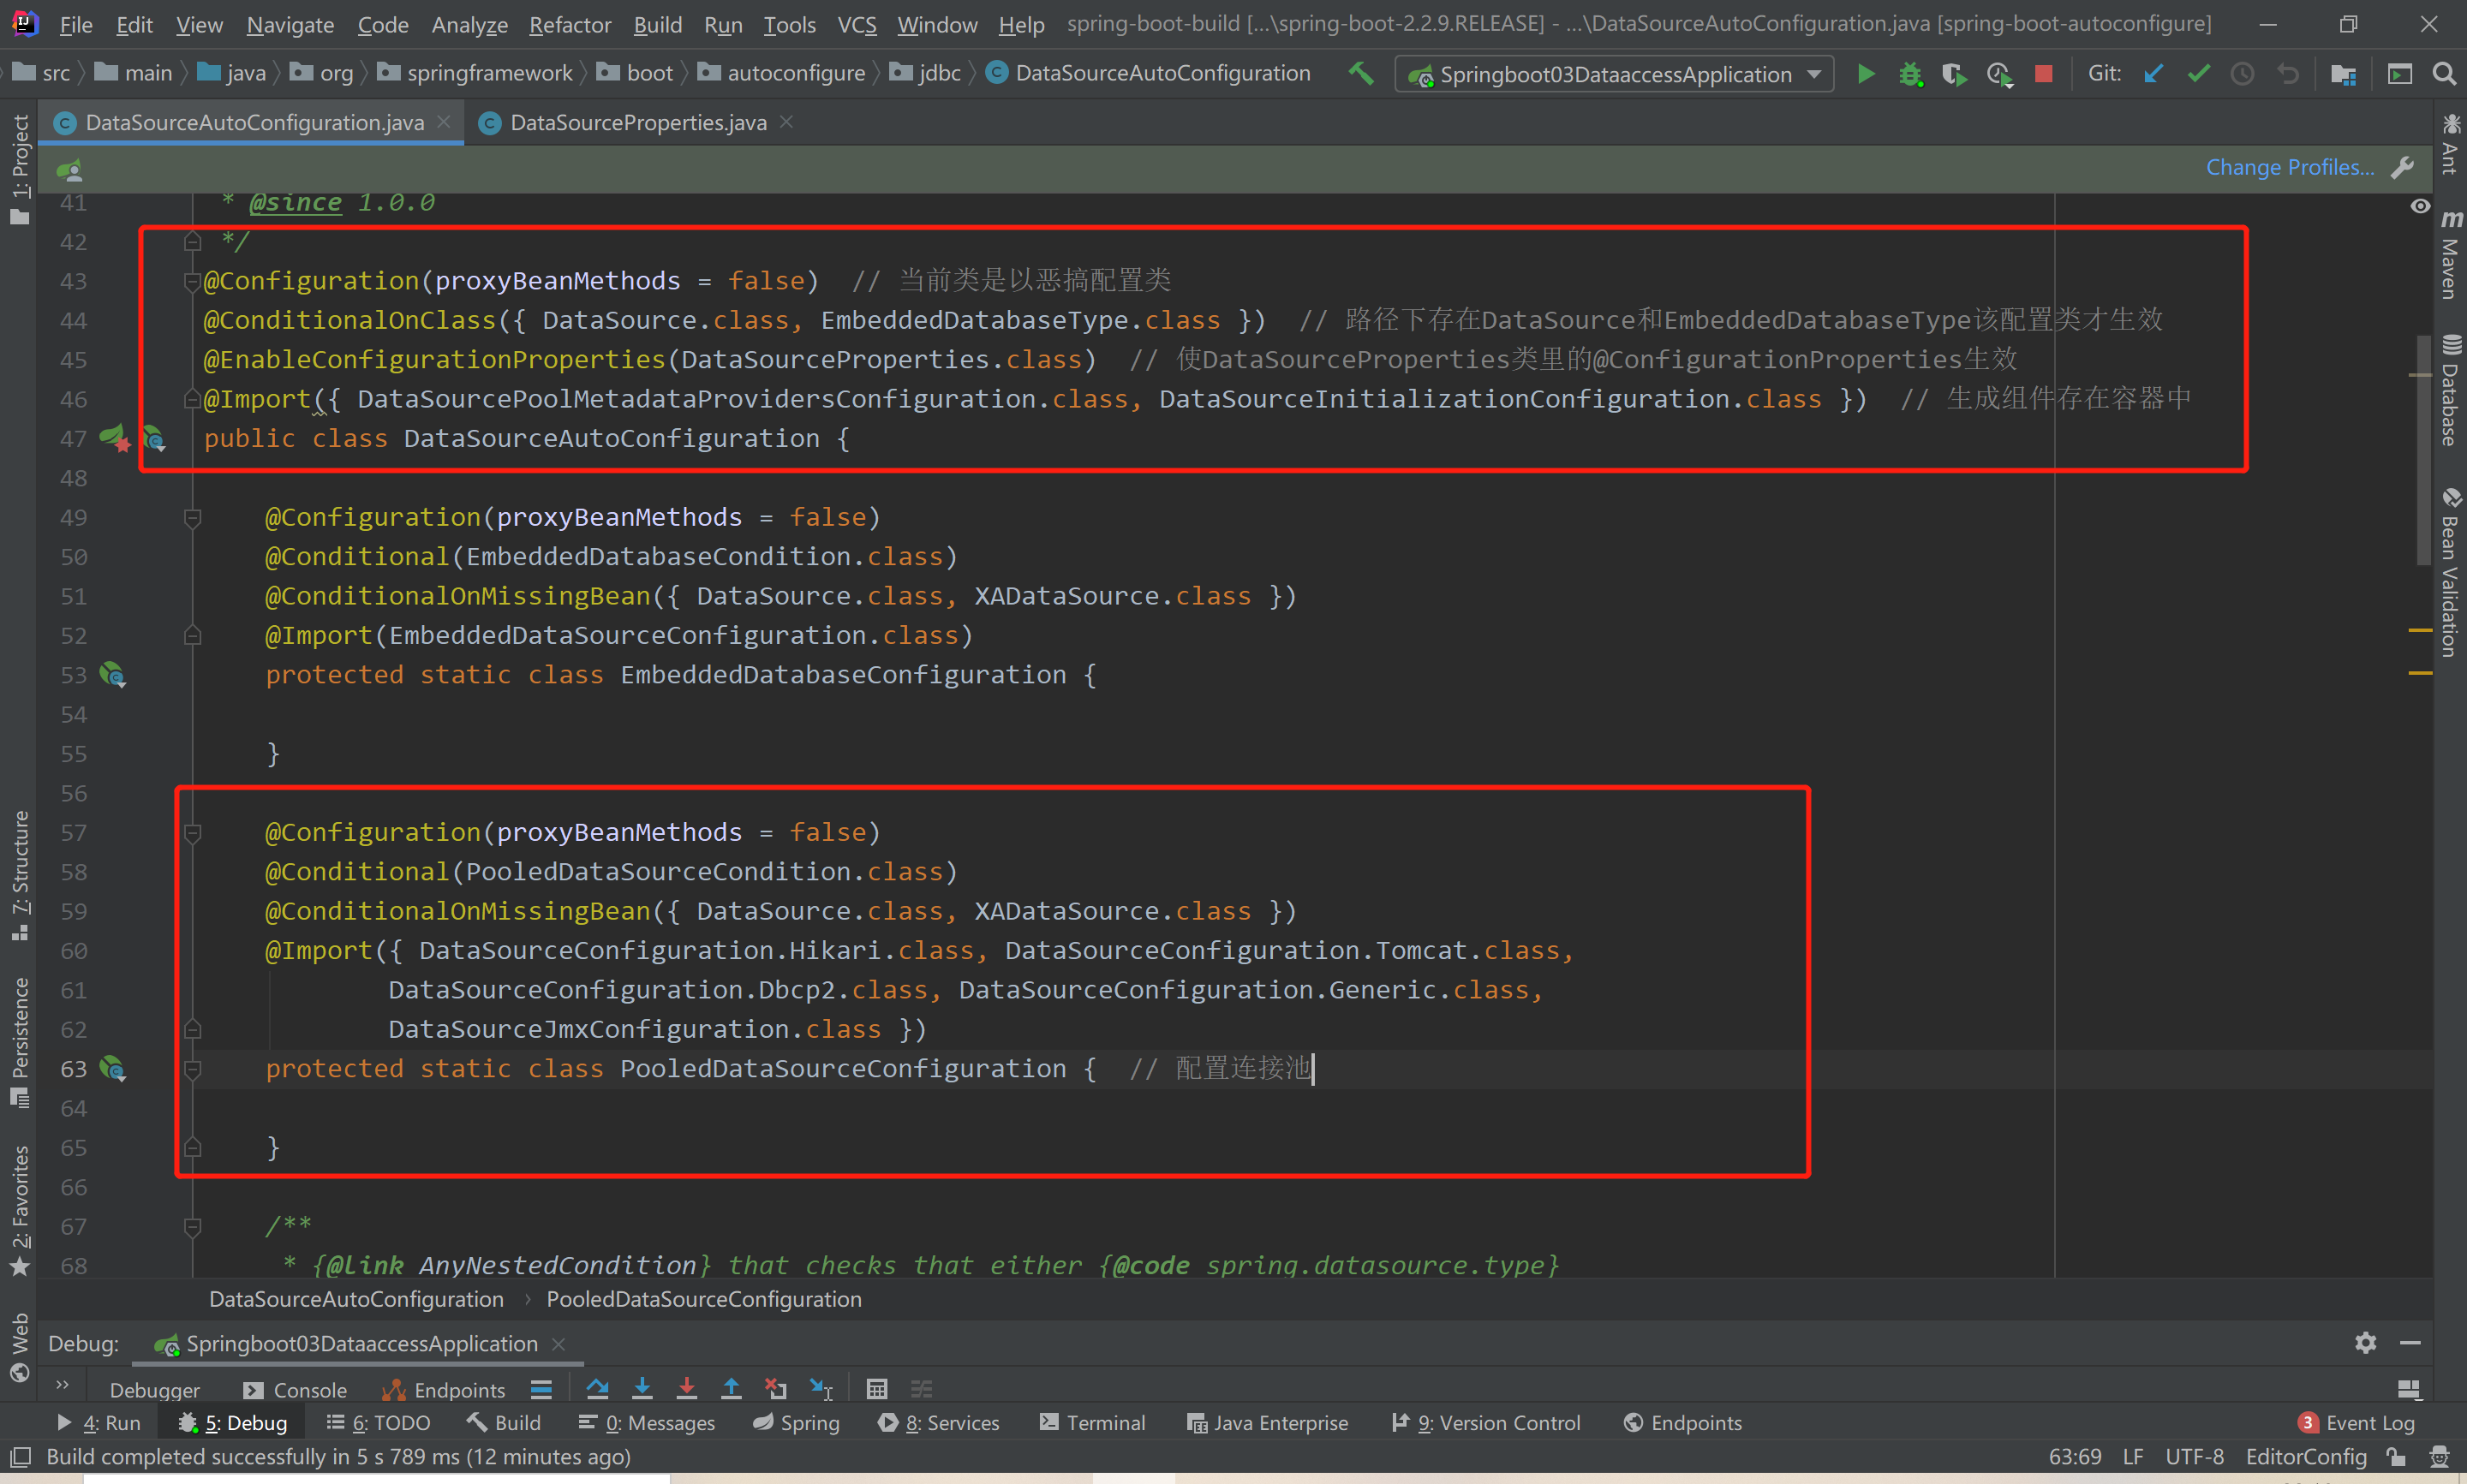 File Edit View Navigate Code Analyze Refactor Build Run Tools VCS Window Help spring-boot-build [...\spring-boot-2.2.9.RELEASE] - ...\DataSourceAutoConfiguration.java [spring-boot-autoconfigure]
src main java org springframework boot autoconfigure jdbc DataSourceAutoConfiguration Springboot03DataaccessApplication Git:
DataSourceAutoConfiguration.java DataSourceProperties.java
Change Profiles...
41 * @since 1.0.0
42 */
43 @Configuration(proxyBeanMethods = false) // 当前类是以恶搞配置类
44 @ConditionalOnClass({ DataSource.class, EmbeddedDatabaseType.class }) // 路径下存在DataSource和EmbeddedDatabaseType该配置类才生效
45 @EnableConfigurationProperties(DataSourceProperties.class) // 使DataSourceProperties类里的@ConfigurationProperties生效
46 @Import({ DataSourcePoolMetadataProvidersConfiguration.class, DataSourceInitializationConfiguration.class }) // 生成组件存在容器中
47 public class DataSourceAutoConfiguration {
48
49 @Configuration(proxyBeanMethods = false)
50 @Conditional(EmbeddedDatabaseCondition.class)
51 @ConditionalOnMissingBean({ DataSource.class, XADataSource.class })
52 @Import(EmbeddedDataSourceConfiguration.class)
53 protected static class EmbeddedDatabaseConfiguration {
54
55 }
56
57 @Configuration(proxyBeanMethods = false)
58 @Conditional(PooledDataSourceCondition.class)
59 @ConditionalOnMissingBean({ DataSource.class, XADataSource.class })
60 @Import({ DataSourceConfiguration.Hikari.class, DataSourceConfiguration.Tomcat.class,
61 DataSourceConfiguration.Dbcp2.class, DataSourceConfiguration.Generic.class,
62 DataSourceJmxConfiguration.class })
63 protected static class PooledDataSourceConfiguration { // 配置连接池
64
65 }
66
67 /**
68 * {@link AnyNestedCondition} that checks that either {@code spring.datasource.type}
DataSourceAutoConfiguration PooledDataSourceConfiguration
1: Project
7: Structure
Persistence
2: Favorites
Web
Ant
Maven
Database
Bean Validation
Debug: Springboot03DataaccessApplication
Debugger Console Endpoints
4: Run 5: Debug 6: TODO Build 0: Messages Spring 8: Services Terminal Java Enterprise 9: Version Control Endpoints 3 Event Log
Build completed successfully in 5 s 789 ms (12 minutes ago) 63:69 LF UTF-8 EditorConfig